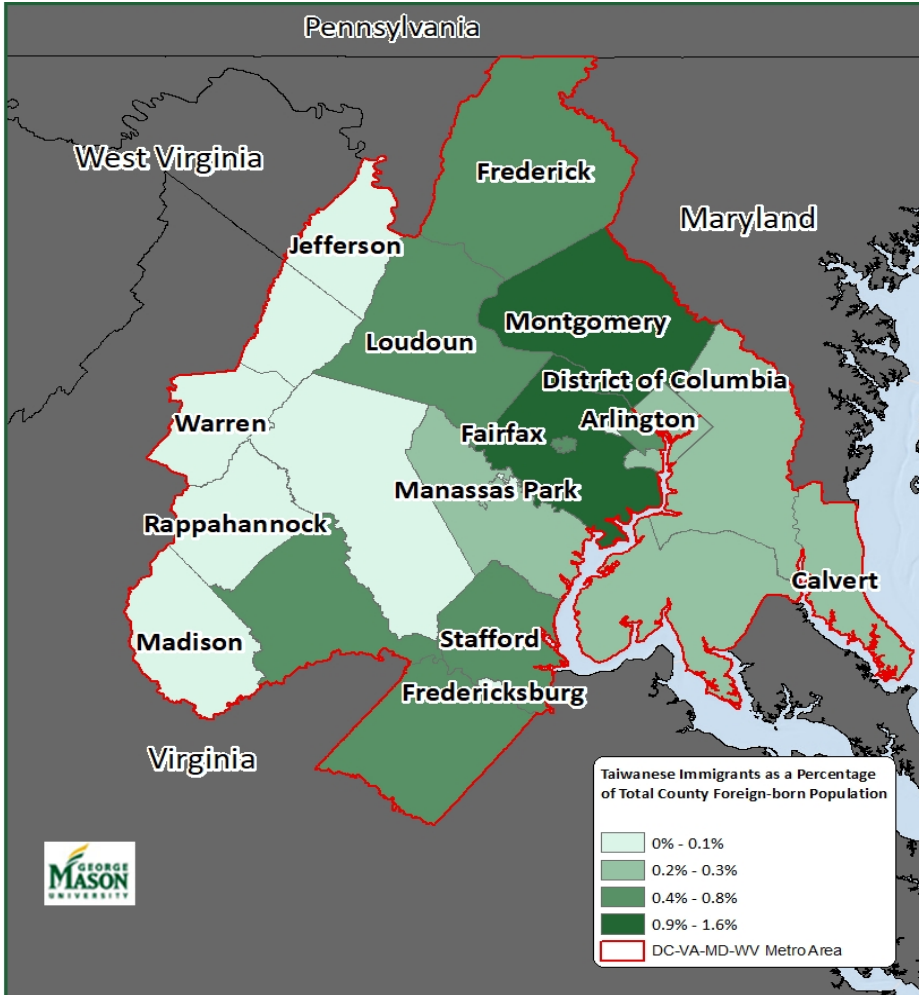 Pennsylvania
West Virginia
Frederick
Maryland
Jefferson
Montgomery
Loudoun
District of Columbia
Warren
Arlington
Fairfax
Manassas Park
Rappahannock
Calvert
Madison
Stafford
Fredericksburg
Virginia
Taiwanese Immigrants as a Percentage
of Total County Foreign-born Population
0% - 0.1%
0.2% - 0.3%
0.4% - 0.8%
0.9% - 1.6%
DC-VA-MD-WV Metro Area
GEORGE
MASON
UNIVERSITY